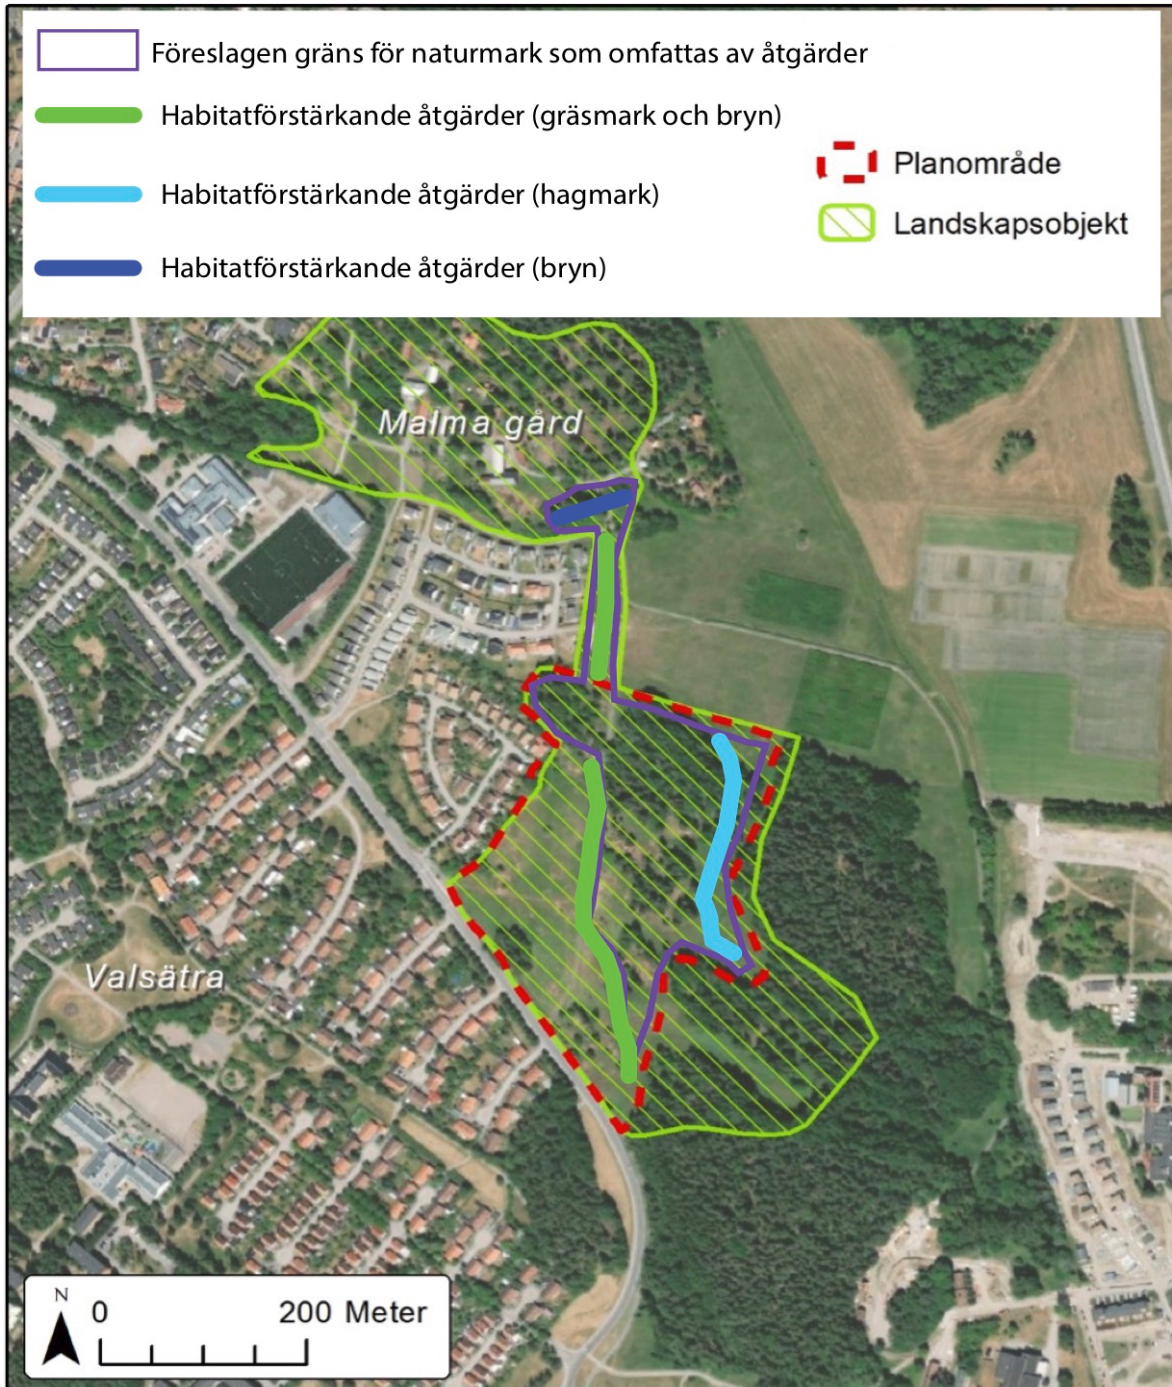 Föreslagen gräns för naturmark som omfattas av åtgärder
Habitatförstärkande åtgärder (gräsmark och bryn)
Habitatförstärkande åtgärder (hagmark)
Habitatförstärkande åtgärder (bryn)
Planområde
Landskapsobjekt
Malma gård
Valsätra
N
0 200 Meter